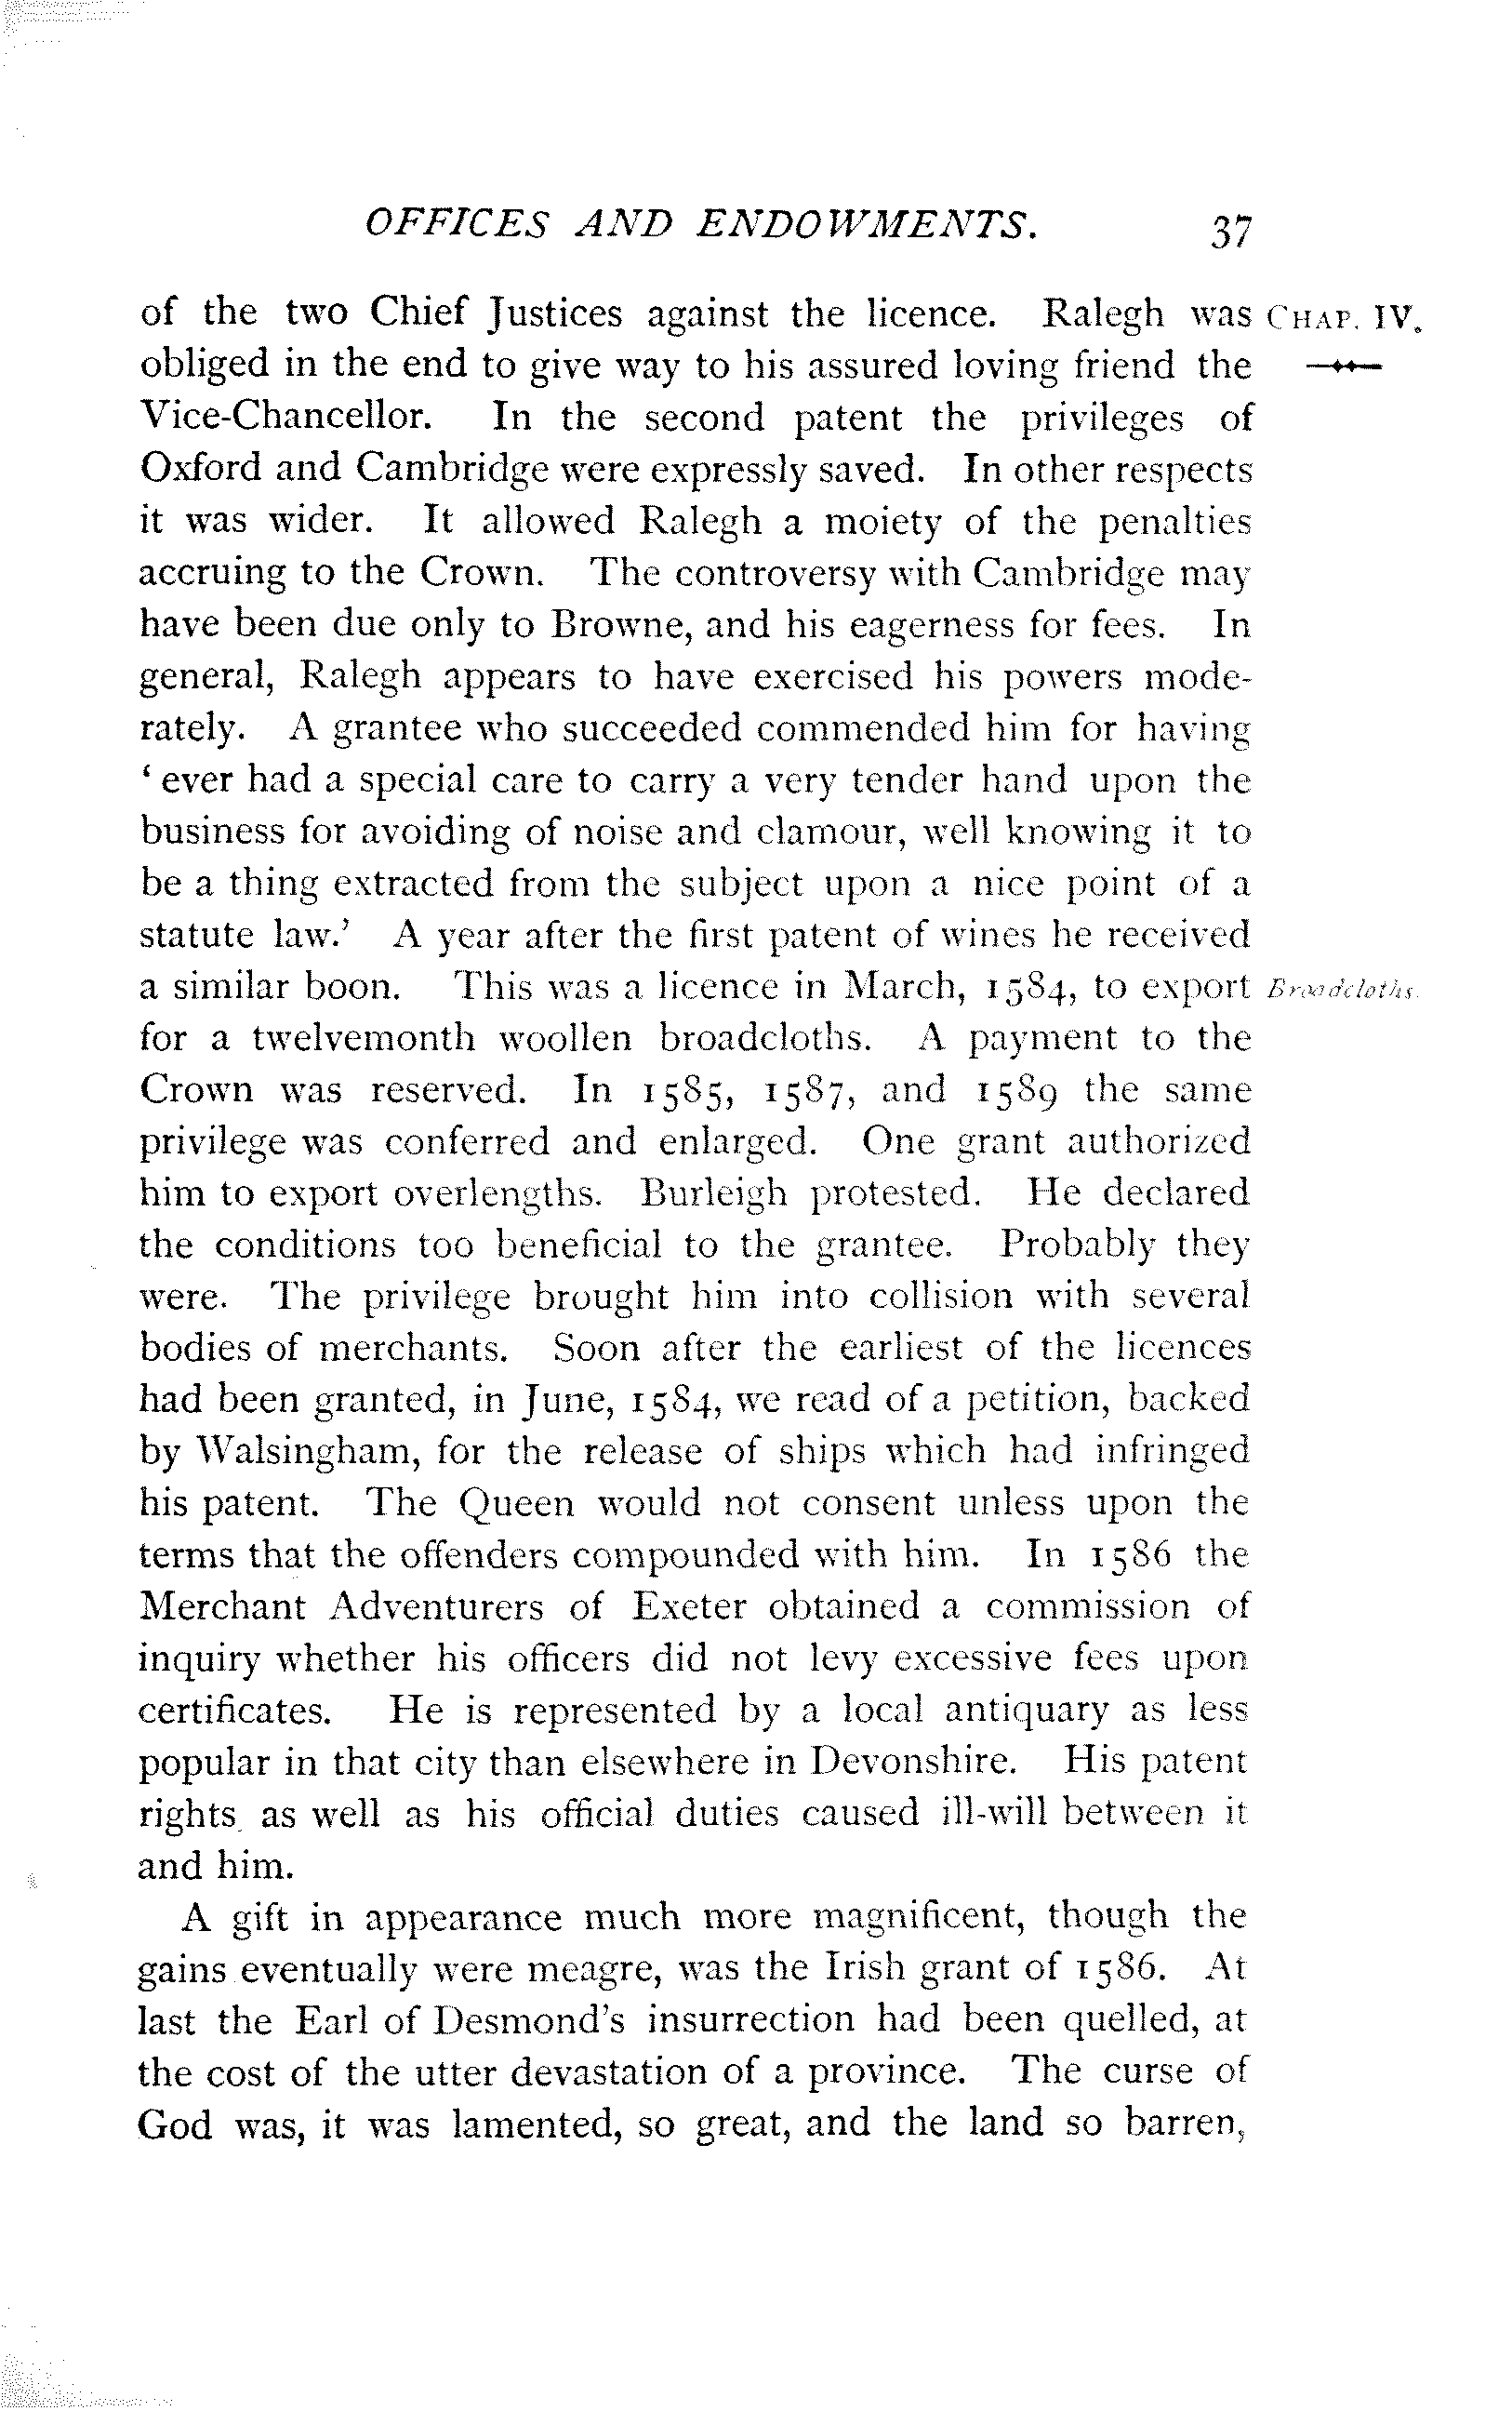 OFFICES AND ENDOWMENTS. 37
of the two Chief Justices against the licence. Ralegh was CHAP. IV.
obliged in the end to give way to his assured loving friend the
Vice-Chancellor. In the second patent the privileges of
Oxford and Cambridge were expressly saved. In other respects
it was wider. It allowed Ralegh a moiety of the penalties
accruing to the Crown. The controversy with Cambridge may
have been due only to Browne, and his eagerness for fees. In
general, Ralegh appears to have exercised his powers mode-
rately. A grantee who succeeded commended him for having
‘ ever had a special care to carry a very tender hand upon the
business for avoiding of noise and clamour, well knowing it to
be a thing extracted from the subject upon a nice point of a
statute law.’ A year after the first patent of wines he received
a similar boon. This was a licence in March, 1584, to export Broadcloths.
for a twelvemonth woollen broadcloths. A payment to the
Crown was reserved. In 1585, 1587, and 1589 the same
privilege was conferred and enlarged. One grant authorized
him to export overlengths. Burleigh protested. He declared
the conditions too beneficial to the grantee. Probably they
were. The privilege brought him into collision with several
bodies of merchants. Soon after the earliest of the licences
had been granted, in June, 1584, we read of a petition, backed
by Walsingham, for the release of ships which had infringed
his patent. The Queen would not consent unless upon the
terms that the offenders compounded with him. In 1586 the
Merchant Adventurers of Exeter obtained a commission of
inquiry whether his officers did not levy excessive fees upon
certificates. He is represented by a local antiquary as less
popular in that city than elsewhere in Devonshire. His patent
rights as well as his official duties caused ill-will between it
and him.
A gift in appearance much more magnificent, though the
gains eventually were meagre, was the Irish grant of 1586. At
last the Earl of Desmond's insurrection had been quelled, at
the cost of the utter devastation of a province. The curse of
God was, it was lamented, so great, and the land so barren,